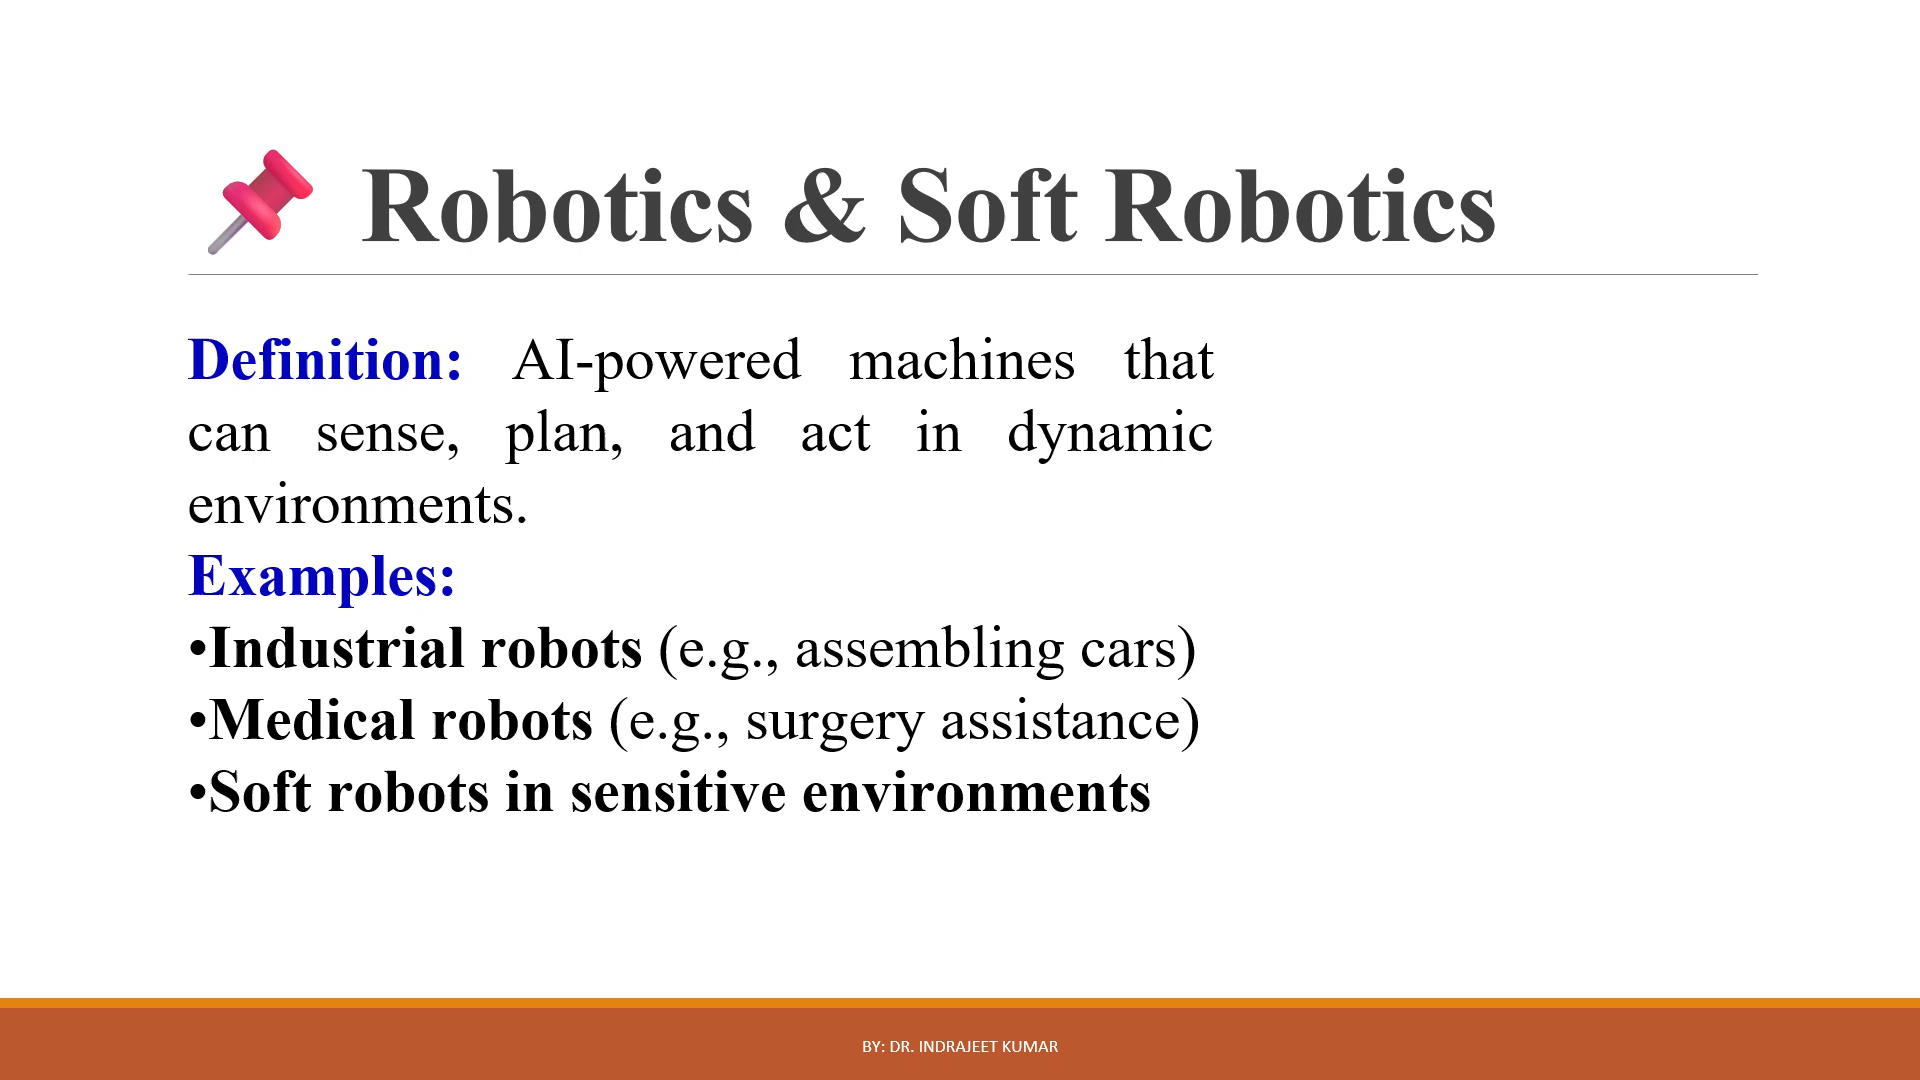 Robotics & Soft Robotics
Definition: AI-powered machines that
can sense, plan, and act in dynamic
environments.
Examples:
•Industrial robots (e.g., assembling cars)
•Medical robots (e.g., surgery assistance)
•Soft robots in sensitive environments
BY: DR. INDRAJEET KUMAR